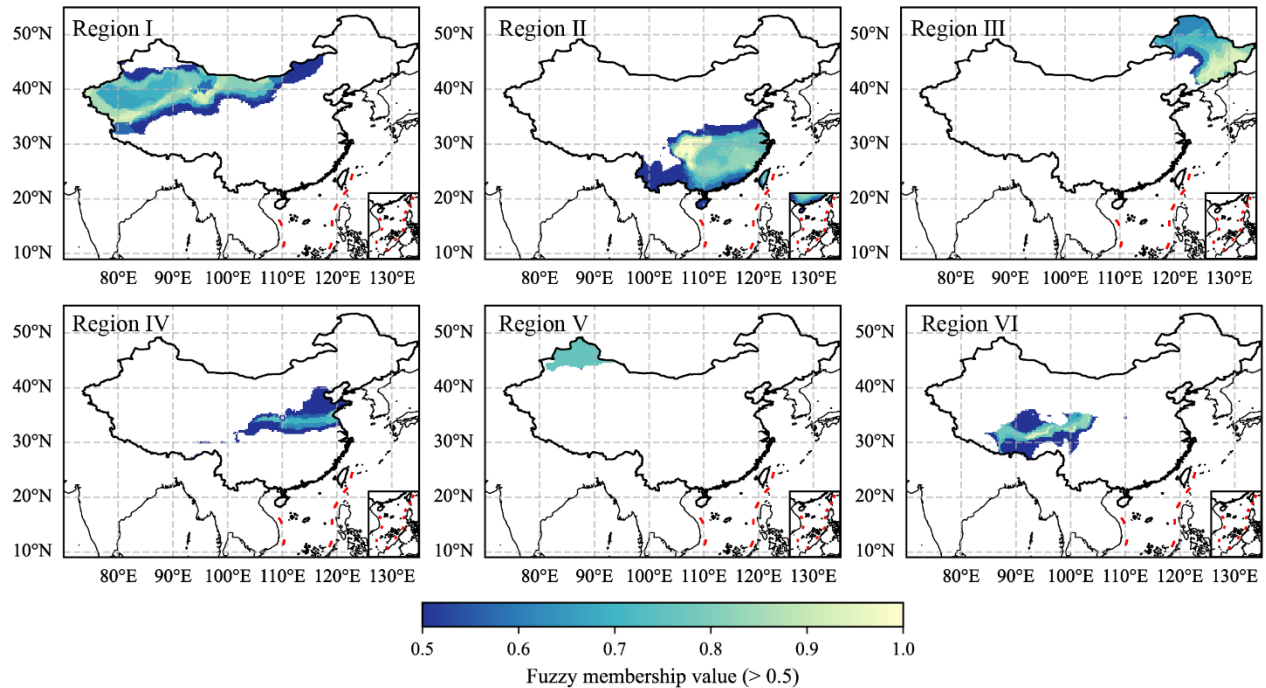 Region I
Region II
Region III
50°N
40°N
30°N
20°N
10°N
50°N
40°N
30°N
20°N
10°N
50°N
40°N
30°N
20°N
10°N
80°E 90°E 100°E 110°E 120°E 130°E
80°E 90°E 100°E 110°E 120°E 130°E
80°E 90°E 100°E 110°E 120°E 130°E
Region IV
Region V
Region VI
50°N
40°N
30°N
20°N
10°N
50°N
40°N
30°N
20°N
10°N
50°N
40°N
30°N
20°N
10°N
80°E 90°E 100°E 110°E 120°E 130°E
80°E 90°E 100°E 110°E 120°E 130°E
80°E 90°E 100°E 110°E 120°E 130°E
0.5 0.6 0.7 0.8 0.9 1.0
Fuzzy membership value (> 0.5)